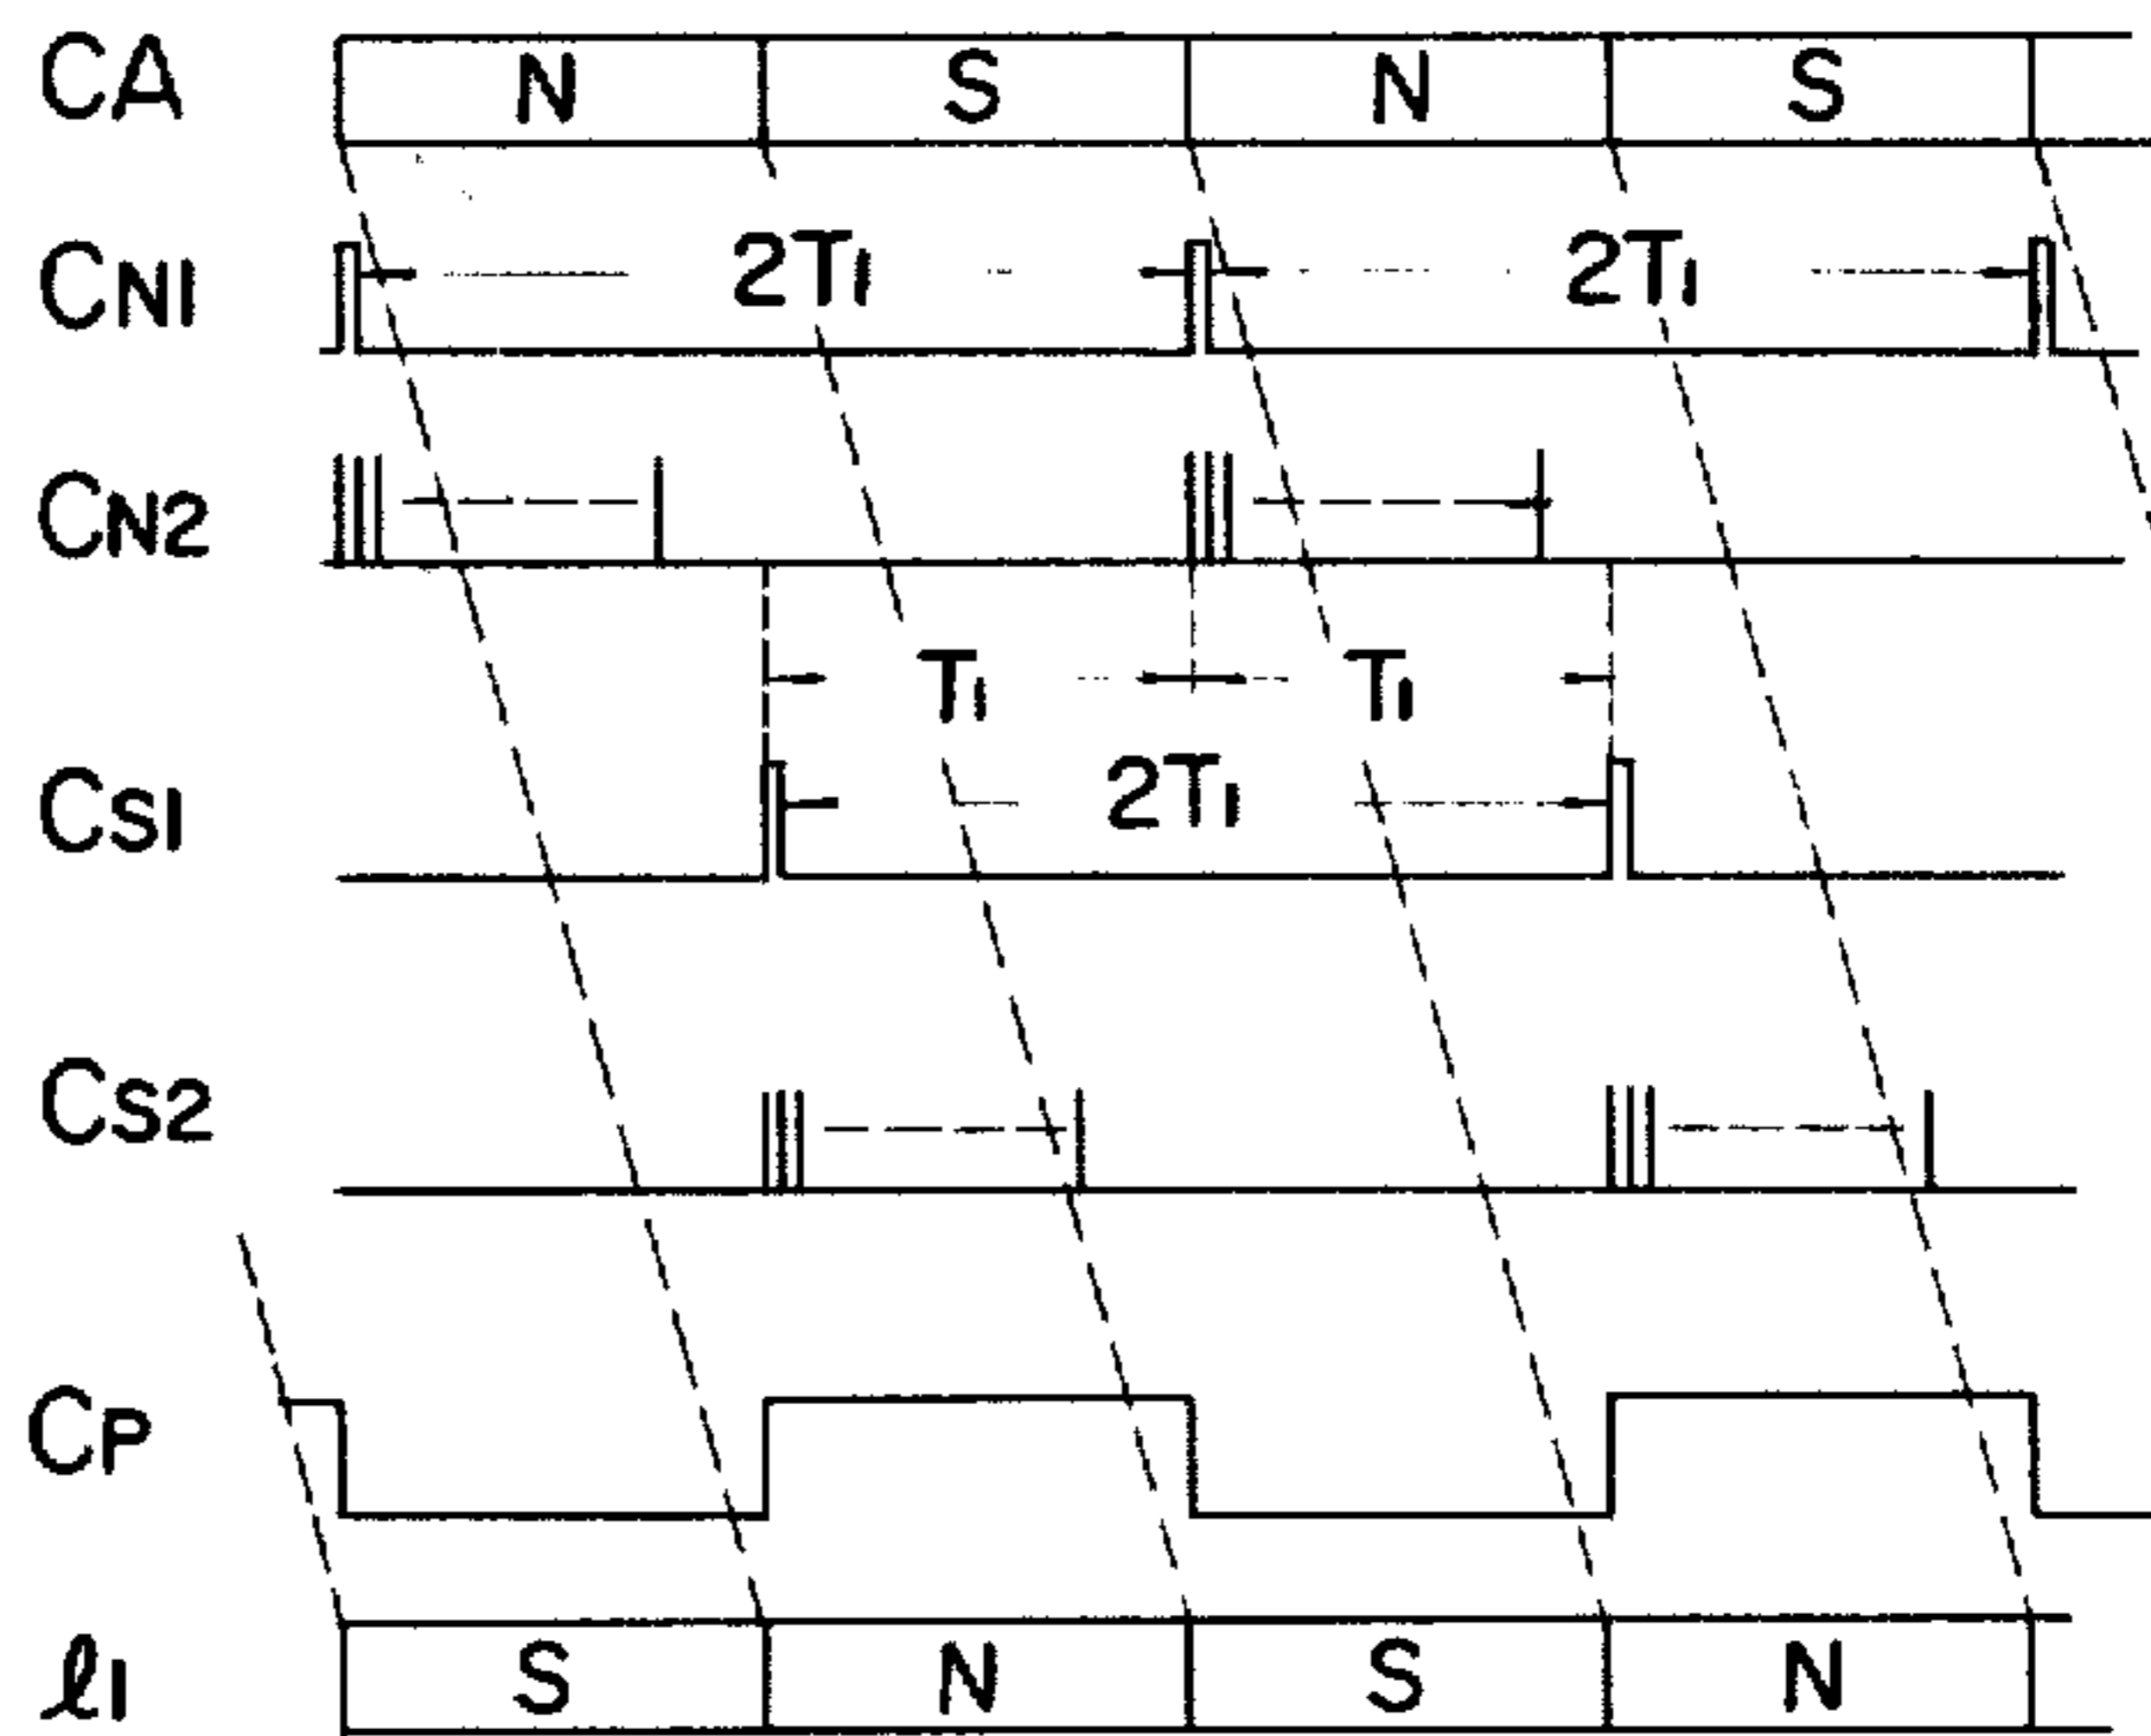 CA N S N S
CN1 2T1 2T1
CN2
T1 T1
CS1 2T1
CS2
CP
ℓ1 S N S N